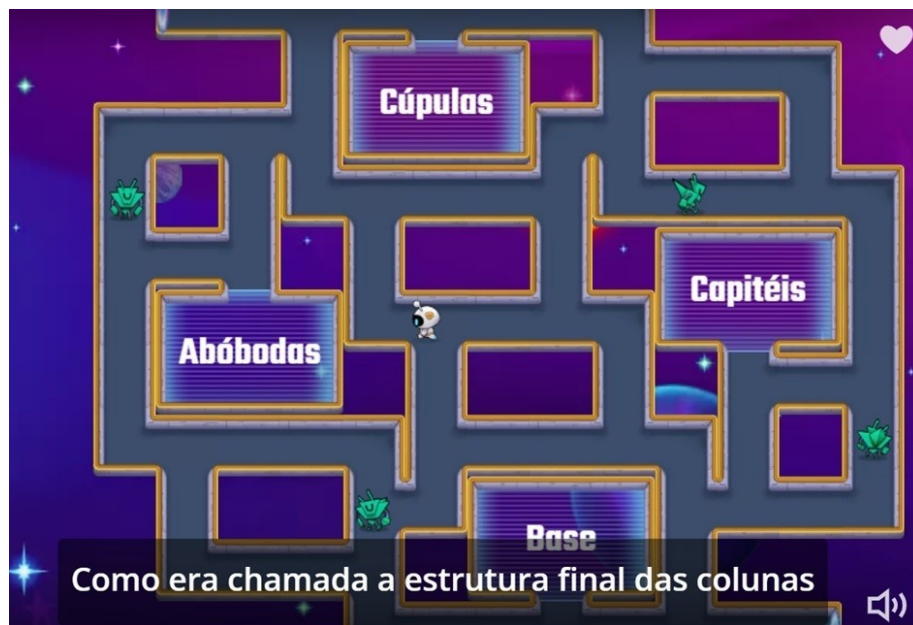 Cúpulas
Capitéis
Abóbodas
Base
Como era chamada a estrutura final das colunas